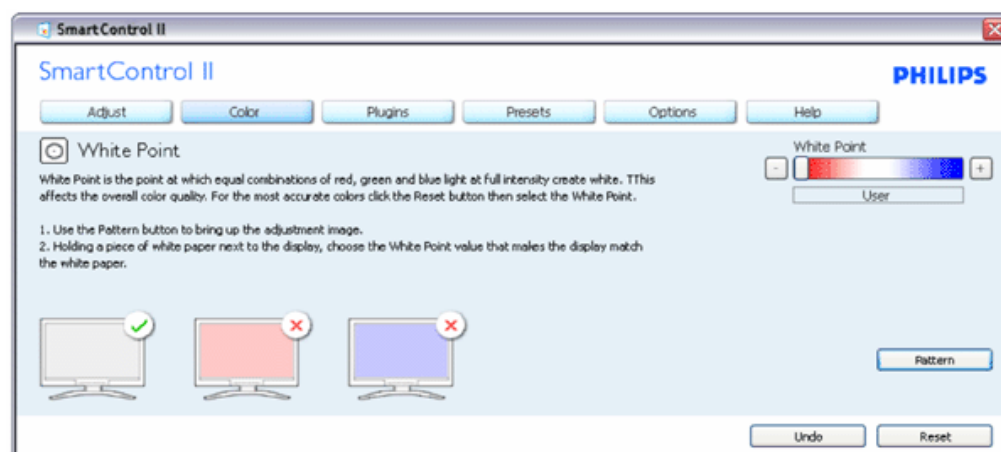 SmartControl II
SmartControl II
PHILIPS
Adjust Color Plugins Presets Options Help
White Point
White Point is the point at which equal combinations of red, green and blue light at full intensity create white. TThis
affects the overall color quality. For the most accurate colors click the Reset button then select the White Point.
1. Use the Pattern button to bring up the adjustment image.
2. Holding a piece of white paper next to the display, choose the White Point value that males the display match
the white paper.
White Point
- +
User
Pattern
Undo Reset